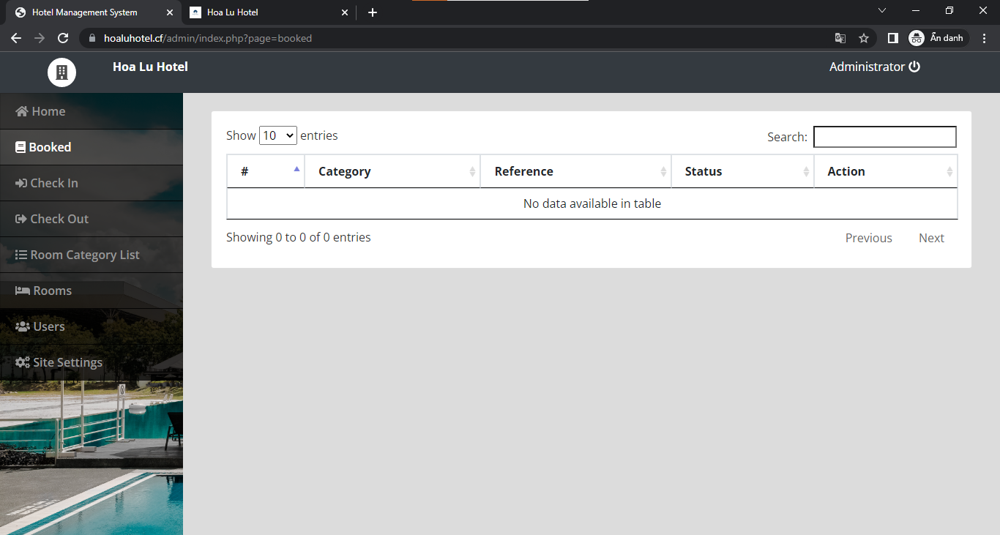 Hotel Management System
Hoa Lu Hotel
hoaluhotel.cf/admin/index.php?page=booked
Ẩn danh
Hoa Lu Hotel
Administrator
Home
Booked
Check In
Check Out
Room Category List
Rooms
Users
Site Settings
Show 10 entries
Search:
# Category Reference Status Action
No data available in table
Showing 0 to 0 of 0 entries
Previous Next